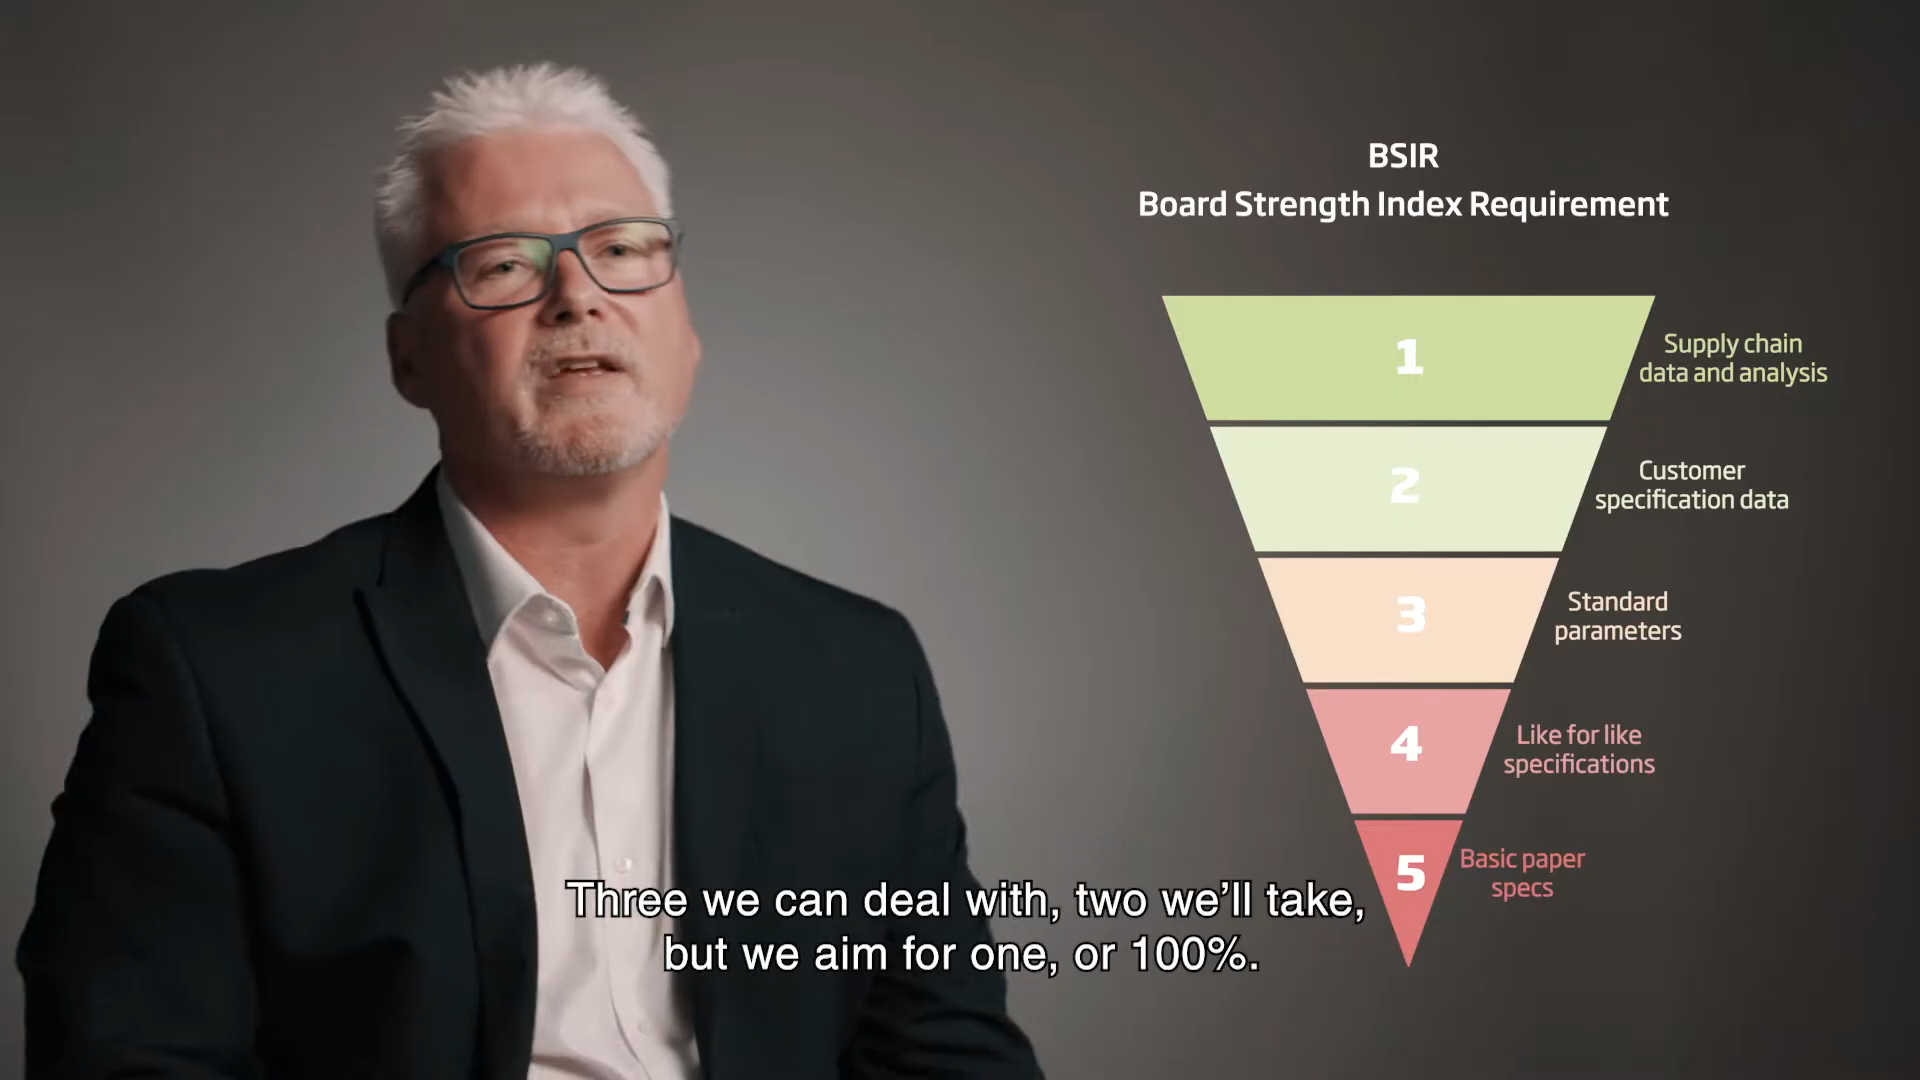 BSIR
Board Strength Index Requirement
1
Supply chain
data and analysis
2
Customer
specification data
3
Standard
parameters
4
Like for like
specifications
5
Basic paper
specs
Three we can deal with, two we’ll take,
but we aim for one, or 100%.